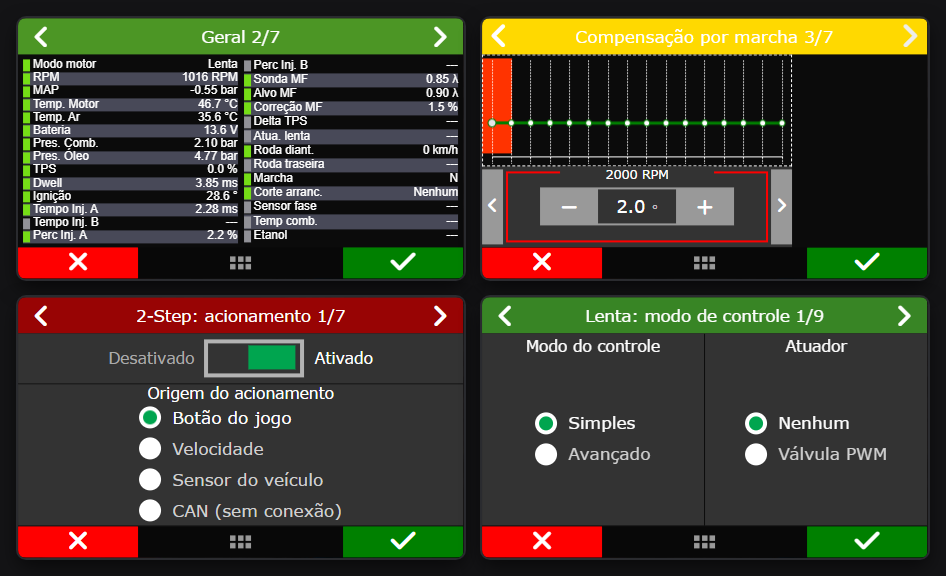 Geral 2/7
Modo motor Lenta
RPM 1016 RPM
MAP -0.55 bar
Temp. Motor 46.7 °C
Temp. Ar 35.6 °C
Bateria 13.6 V
Pres. Comb. 2.10 bar
Pres. Óleo 4.77 bar
TPS 0.0 %
Dwell 3.85 ms
Ignição 28.6 °
Tempo Inj. A 2.28 ms
Tempo Inj. B —
Perc Inj. A 2.2 %
Perc Inj. B —
Sonda MF 0.85 λ
Alvo MF 0.90 λ
Correção MF 1.5 %
Delta TPS —
Atua. lenta —
Roda diant. 0 km/h
Roda traseira —
Marcha N
Corte arranc. Nenhum
Sensor fase —
Temp comb. —
Etanol —
Compensação por marcha 3/7
2000 RPM
− 2.0 ° +
2-Step: acionamento 1/7
Desativado Ativado
Origem do acionamento
Botão do jogo
Velocidade
Sensor do veículo
CAN (sem conexão)
Lenta: modo de controle 1/9
Modo do controle
Simples
Avançado
Atuador
Nenhum
Válvula PWM